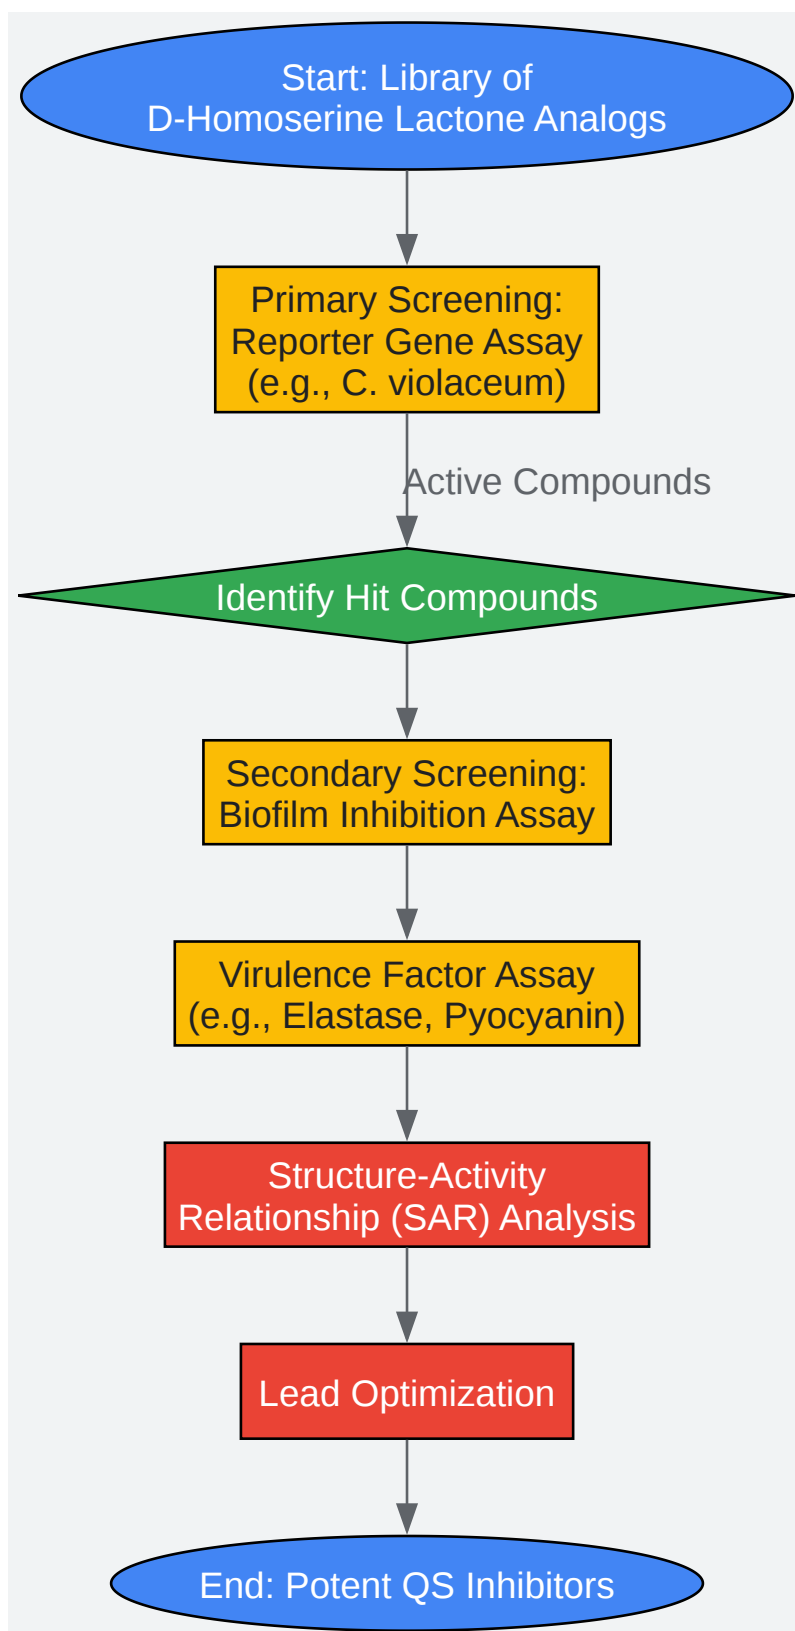 Start: Library of
D-Homoserine Lactone Analogs
Primary Screening:
Reporter Gene Assay
(e.g., C. violaceum)
Active Compounds
Identify Hit Compounds
Secondary Screening:
Biofilm Inhibition Assay
Virulence Factor Assay
(e.g., Elastase, Pyocyanin)
Structure-Activity
Relationship (SAR) Analysis
Lead Optimization
End: Potent QS Inhibitors